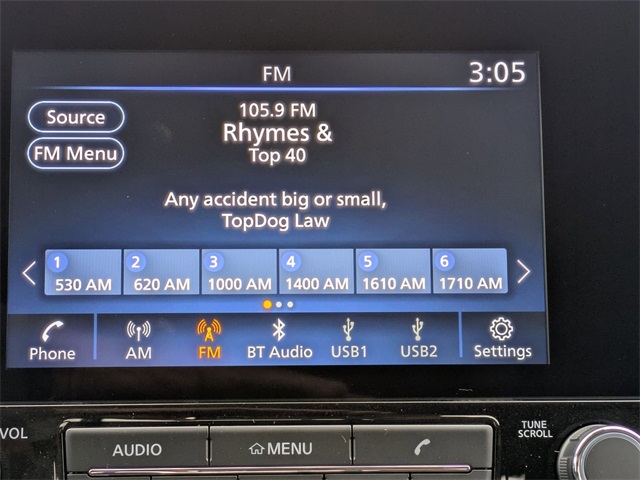 FM
3:05
Source
105.9 FM
Rhymes &
FM Menu
Top 40
Any accident big or small,
TopDog Law
1 2 3 4 5 6
530 AM 620 AM 1000 AM 1400 AM 1610 AM 1710 AM
Phone AM FM BT Audio USB1 USB2 Settings
VOL
AUDIO MENU
TUNE
SCROLL